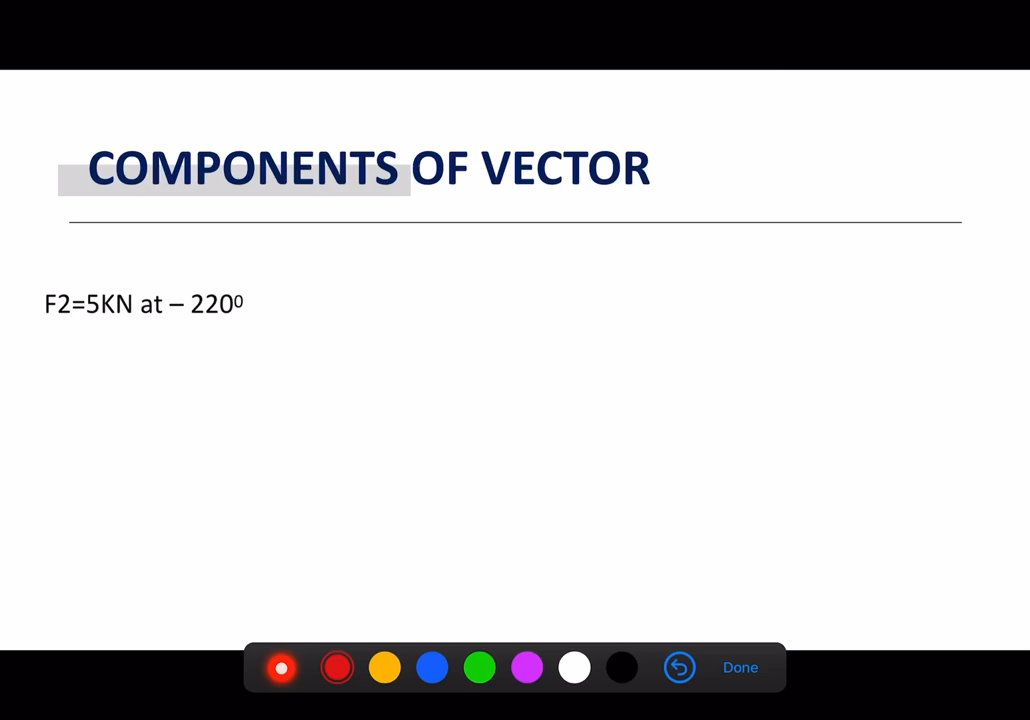 COMPONENTS OF VECTOR
F2=5KN at – 220⁰
Done